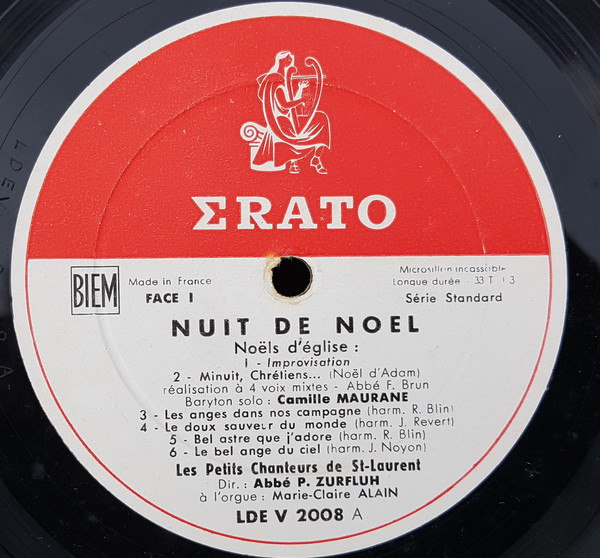 ΣRATO
BIEM
Made in France
FACE I
Microsillon incassable
Longue durée - 33 T 1 3
Série Standard
NUIT DE NOEL
Noëls d'église :
1 - Improvisation
2 - Minuit, Chrétiens... (Noël d'Adam)
réalisation à 4 voix mixtes - Abbé F. Brun
Baryton solo : Camille MAURANE
3 - Les anges dans nos campagne (harm. R. Blin)
4 - Le doux sauveur du monde (harm. J. Revert)
5 - Bel astre que j'adore (harm. R. Blin)
6 - Le bel ange du ciel (harm. J. Noyon)
Les Petits Chanteurs de St-Laurent
Dir. : Abbé P. ZURFLUH
à l'orgue : Marie-Claire ALAIN
LDE V 2008 A